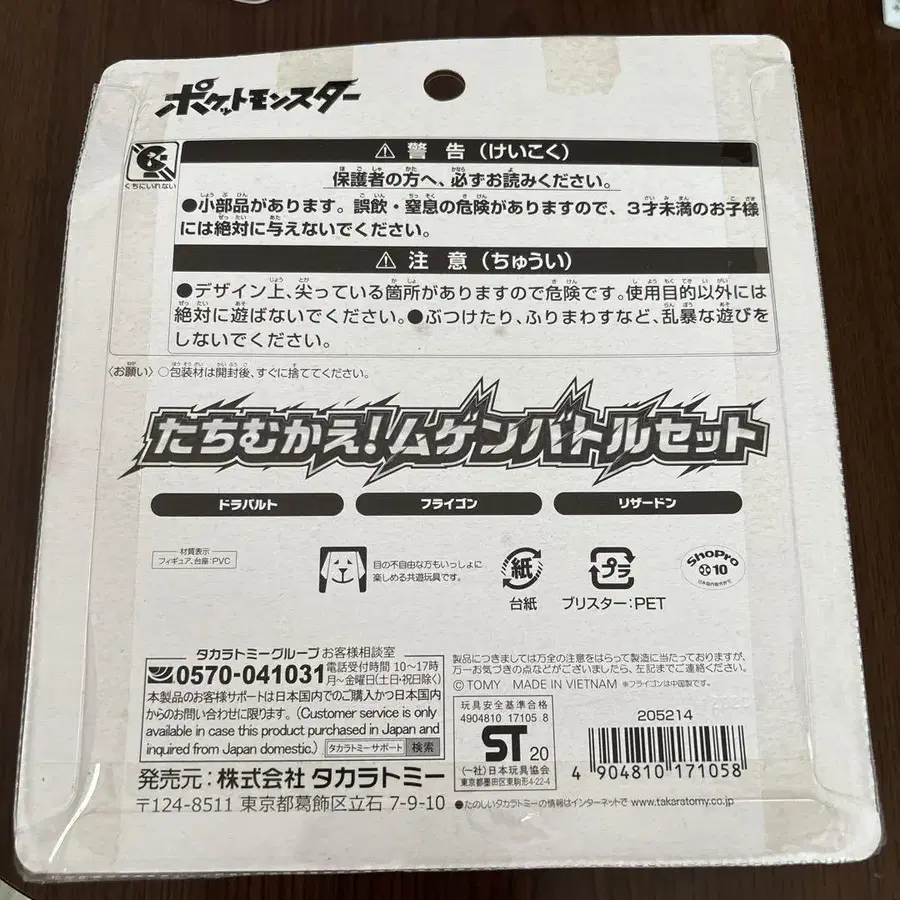 ポケットモンスター
くちにいれない
⚠ 警告（けいこく）
保護者の方へ、必ずお読みください。
●小部品があります。誤飲・窒息の危険がありますので、3才未満のお子様
には絶対に与えないでください。
⚠ 注意（ちゅうい）
●デザイン上、尖っている箇所がありますので危険です。使用目的以外には
絶対に遊ばないでください。●ぶつけたり、ふりまわすなど、乱暴な遊びを
しないでください。
〈お願い〉○包装材は開封後、すぐに捨ててください。
たちむかえ！ムゲンバトルセット
ドラパルト フライゴン リザードン
材質表示
フィギュア、台座：PVC
目の不自由な方もいっしょに
楽しめる共遊玩具です。
紙
台紙
プラ
ブリスター：PET
ShoPro
10
日本国内販売許可
タカラトミーグループお客様相談室
0570-041031
電話受付時間 10〜17時
月〜金曜日（土日・祝日除く）
本製品のお客様サポートは日本国内でのご購入かつ日本国内
からのお問い合わせに限ります。（Customer service is only
available in case this product purchased in Japan and
inquired from Japan domestic.）
タカラトミーサポート 検索
発売元：株式会社 タカラトミー
〒124-8511 東京都葛飾区立石 7-9-10
製品につきましては万全の注意をはらって製造に当たっておりますが、
万一お気づきの点などがございましたら、左記までご連絡ください。
© TOMY MADE IN VIETNAM ※フライゴンは中国製です。
玩具安全基準合格
4904810 17105 8
ST 20
（一社）日本玩具協会
東京都墨田区東駒形4-22-4
205214
4 904810 171058
●たのしいタカラトミーの情報はインターネットで www.takaratomy.co.jp